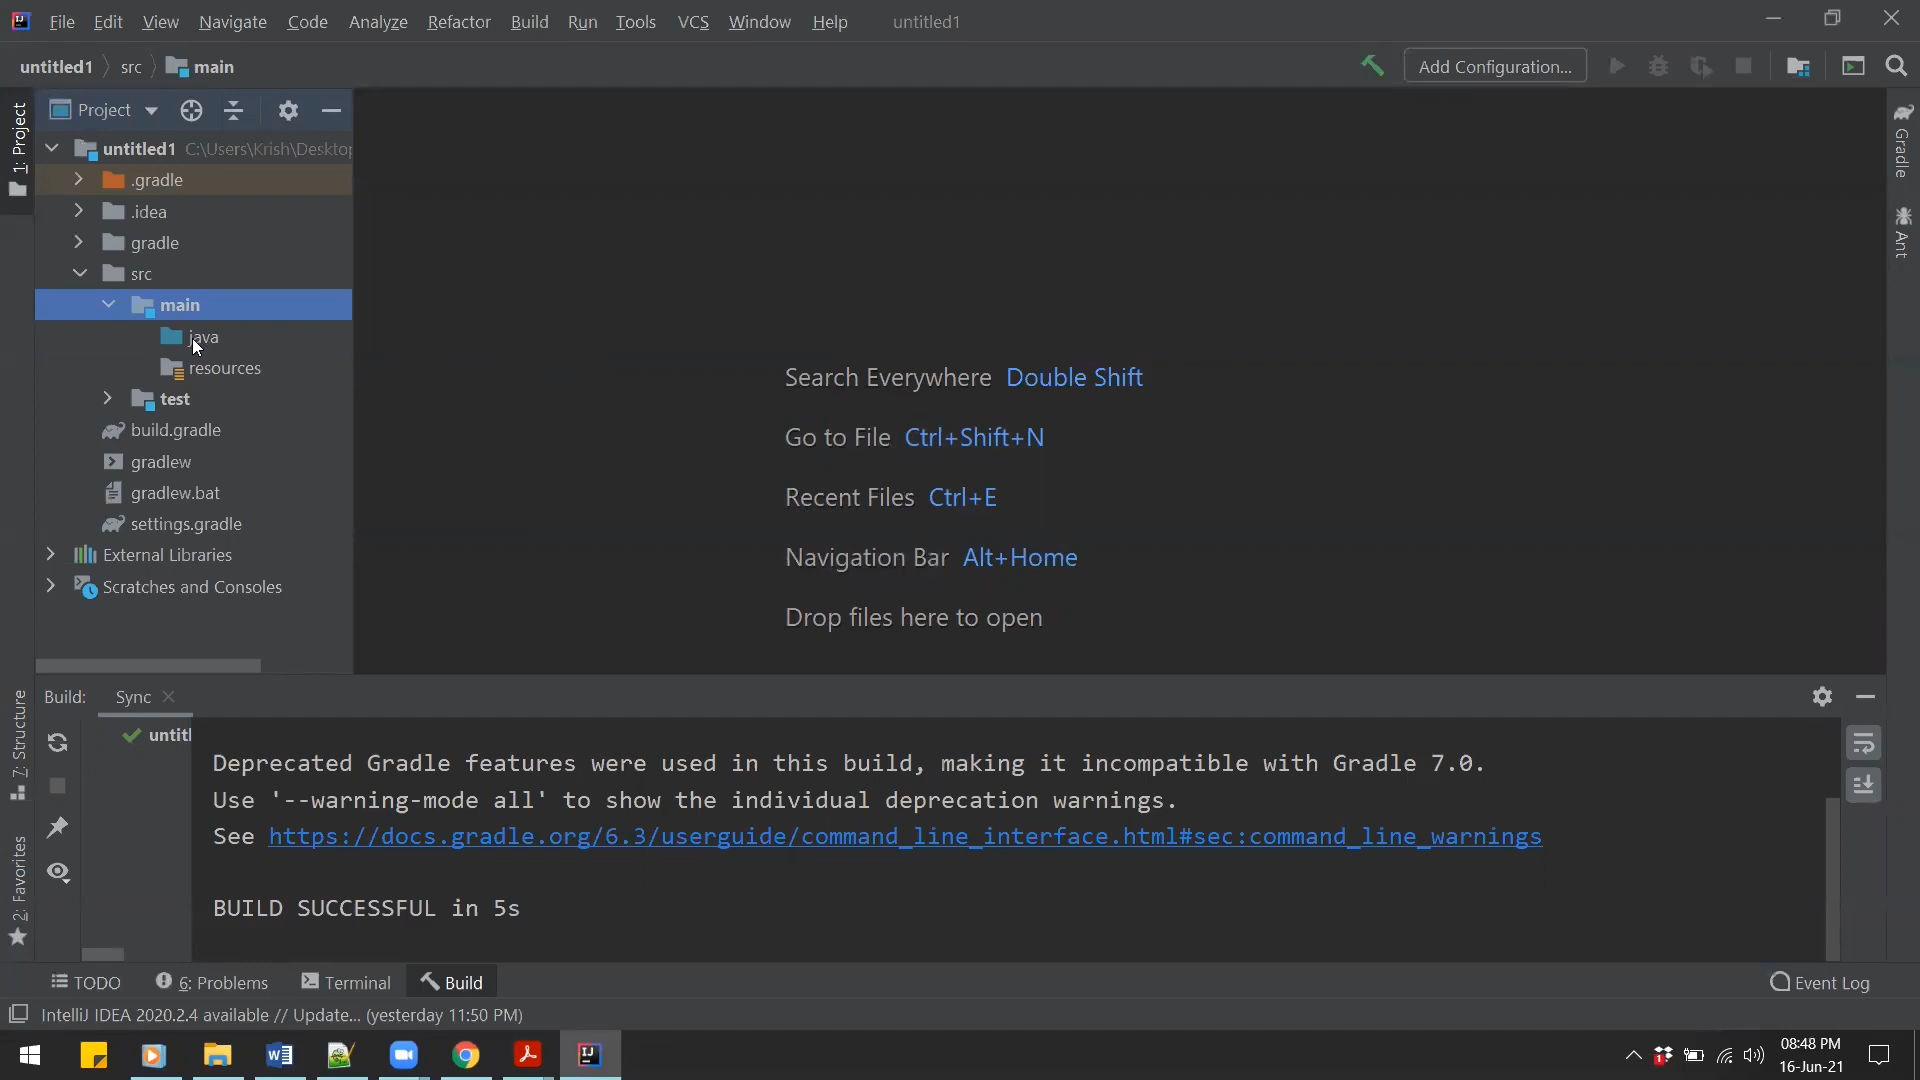 File Edit View Navigate Code Analyze Refactor Build Run Tools VCS Window Help untitled1
untitled1 src main Add Configuration...
1: Project
Project
untitled1 C:\Users\Krish\Desktop
.gradle
.idea
gradle
src
main
java
resources
test
build.gradle
gradlew
gradlew.bat
settings.gradle
External Libraries
Scratches and Consoles
Search Everywhere Double Shift
Go to File Ctrl+Shift+N
Recent Files Ctrl+E
Navigation Bar Alt+Home
Drop files here to open
Gradle
Ant
7: Structure
2: Favorites
Build: Sync
untitl
Deprecated Gradle features were used in this build, making it incompatible with Gradle 7.0.
Use '--warning-mode all' to show the individual deprecation warnings.
See https://docs.gradle.org/6.3/userguide/command_line_interface.html#sec:command_line_warnings
BUILD SUCCESSFUL in 5s
TODO 6: Problems Terminal Build Event Log
IntelliJ IDEA 2020.2.4 available // Update... (yesterday 11:50 PM)
08:48 PM
16-Jun-21